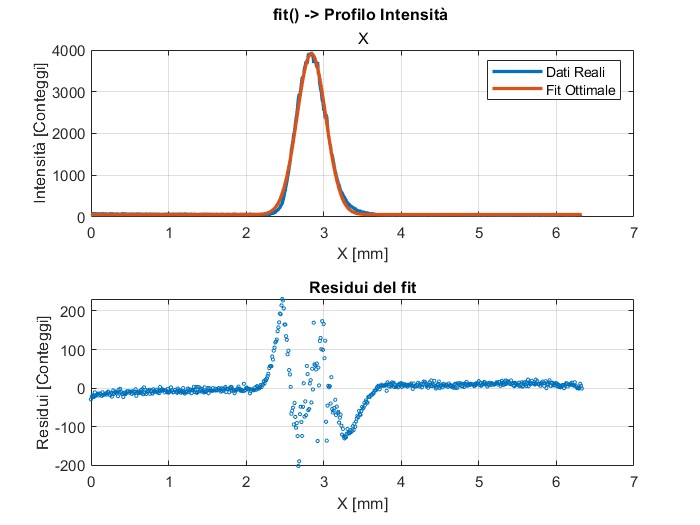 fit() -> Profilo Intensità
X
Intensità [Conteggi]
4000
3000
2000
1000
0
0 1 2 3 4 5 6 7
X [mm]
Dati Reali
Fit Ottimale
Residui del fit
Residui [Conteggi]
200
100
0
-100
-200
0 1 2 3 4 5 6 7
X [mm]